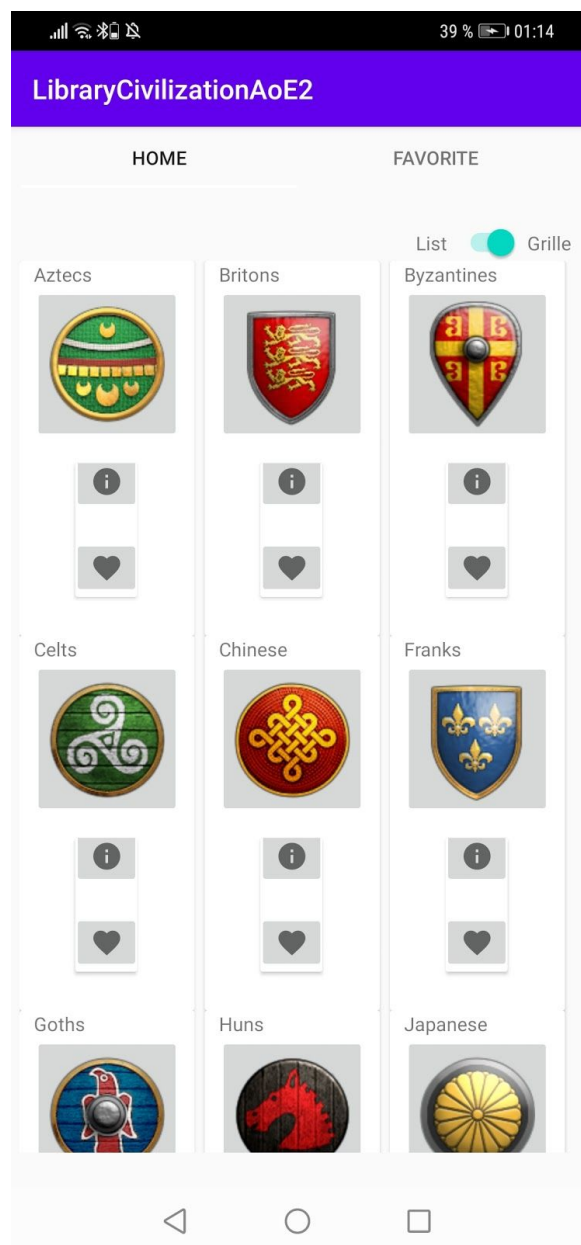 39 % 01:14
LibraryCivilizationAoE2
HOME FAVORITE
List Grille
Aztecs Britons Byzantines
Celts Chinese Franks
Goths Huns Japanese